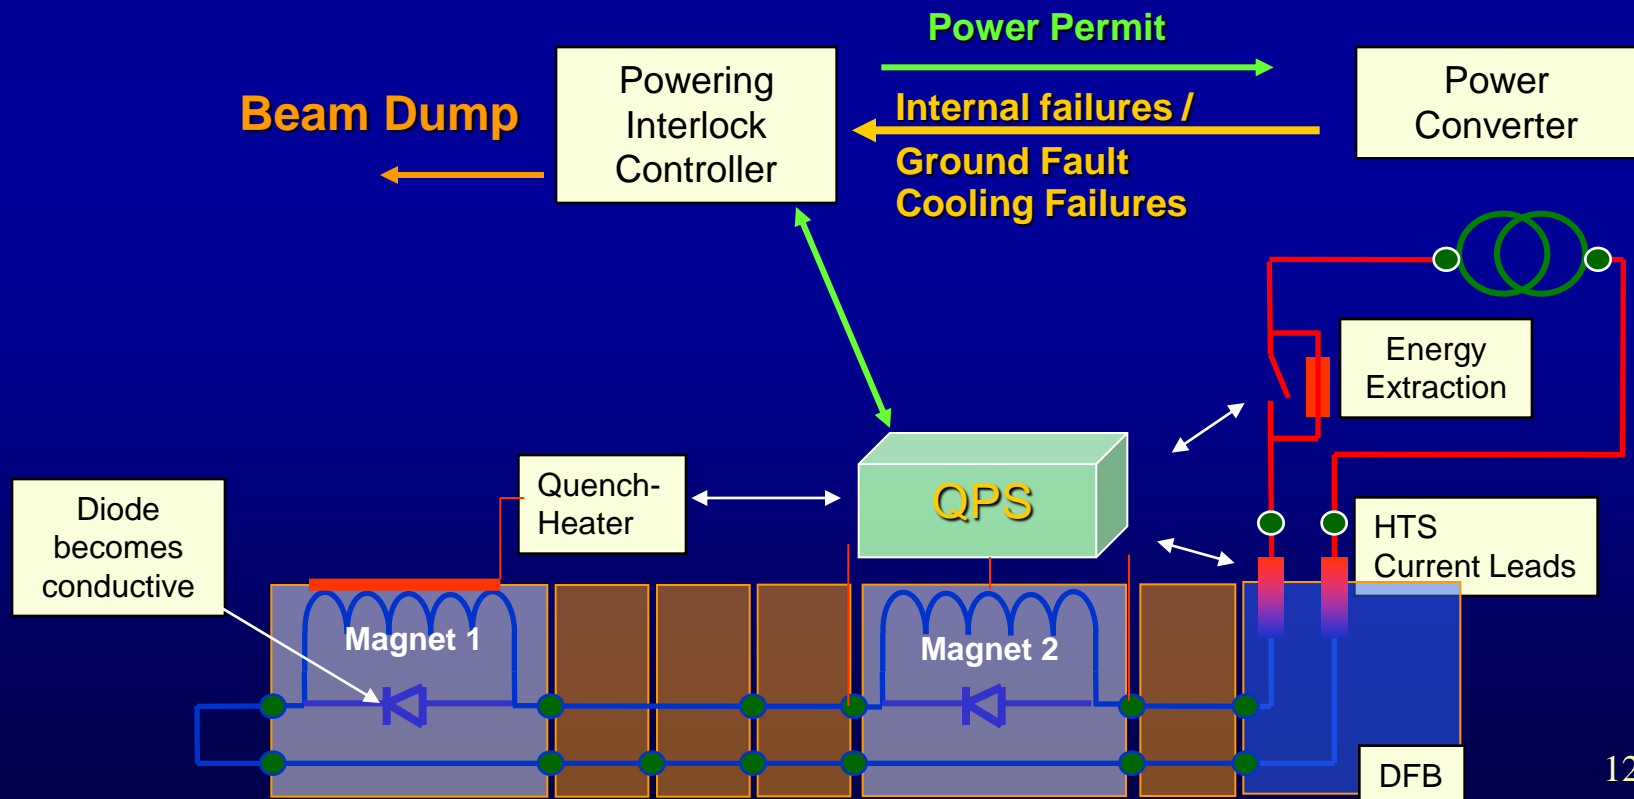 Power Permit
Powering
Interlock
Controller
Power
Converter
Beam Dump
Internal failures /
Ground Fault
Cooling Failures
Energy
Extraction
Quench-
Heater
QPS
Diode
becomes
conductive
HTS
Current Leads
Magnet 1
Magnet 2
DFB
12